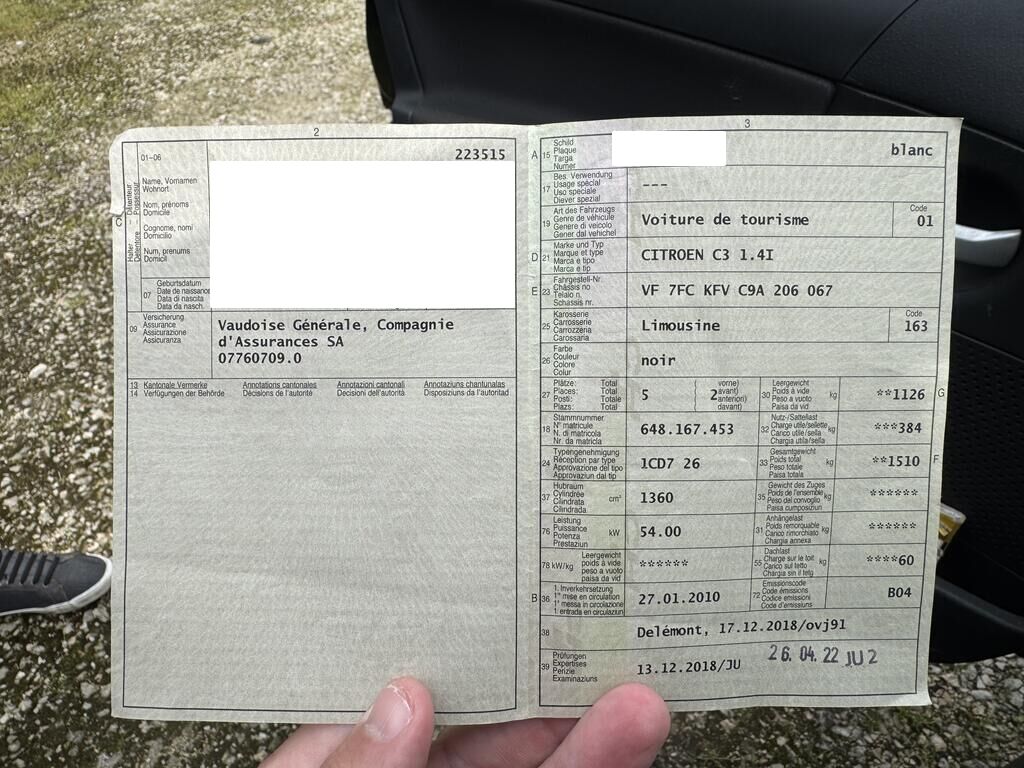 2
01-06
223515
Halter – Détenteur
Detentore – Possessur
C
Name, Vornamen
Wohnort
Nom, prénoms
Domicile
Cognome, nomi
Domicilio
Num, prenums
Domicil
07
Geburtsdatum
Date de naissance
Data di nascita
Data da nasch.
09
Versicherung
Assurance
Assicurazione
Assicuranza
Vaudoise Générale, Compagnie
d'Assurances SA
07760709.0
13 Kantonale Vermerke Annotations cantonales Annotazioni cantonali Annotaziuns chantunalas
14 Verfügungen der Behörde Décisions de l'autorité Decisioni dell'autorità Disposiziuns da l'autoritad
3
A 15
Schild
Plaque
Targa
Numer
blanc
17
Bes. Verwendung
Usage spécial
Uso speciale
Diever spezial
---
19
Art des Fahrzeugs
Genre de véhicule
Genere di veicolo
Gener dal vehichel
Voiture de tourisme
Code
01
D 21
Marke und Typ
Marque et type
Marca e tipo
Marca e tip
CITROEN C3 1.4I
E 23
Fahrgestell-Nr.
Châssis no
Telaio n.
Schassis nr.
VF 7FC KFV C9A 206 067
25
Karosserie
Carrosserie
Carrozzeria
Carossaria
Limousine
Code
163
26
Farbe
Couleur
Colore
Colur
noir
27
Plätze: Total
Places: Total
Posti: Totale
Plazs: Total
5
2
( vorne)
( avant)
( anteriori)
( davant)
30
Leergewicht
Poids à vide
Peso a vuoto
Paisa da vid
kg
**1126
G
18
Stammnummer
N° matricule
N. di matricola
Nr. da matricla
648.167.453
32
Nutz-/Sattellast
Charge utile/sellette
Carico utile/sella
Chargia utila/sella
kg
***384
24
Typengenehmigung
Réception par type
Approvazione del tipo
Approvaziun dal tip
1CD7 26
33
Gesamtgewicht
Poids total
Peso totale
Paisa totala
kg
**1510
F
37
Hubraum
Cylindrée
Cilindrata
Cilindrada
cm³
1360
35
Gewicht des Zuges
Poids de l'ensemble
Peso del convoglio
Paisa cumposiziun
kg
******
76
Leistung
Puissance
Potenza
Prestaziun
kW
54.00
31
Anhängelast
Poids remorquable
Carico rimorchiato
Chargia annexa
kg
******
78 kW/kg
Leergewicht
poids à vide
peso a vuoto
paisa da vid
******
55
Dachlast
Charge sur le toit
Carico sul tetto
Chargia sin il tetg
kg
****60
B 36
1. Inverkehrsetzung
1re mise en circulation
1a messa in circolazione
1. entrada en circulaziun
27.01.2010
72
Emissionscode
Code émissions
Codice emissioni
Code d'emissiuns
B04
38
Delémont, 17.12.2018/ovj91
39
Prüfungen
Expertises
Perizie
Examinaziuns
13.12.2018/JU
26. 04. 22 JU 2